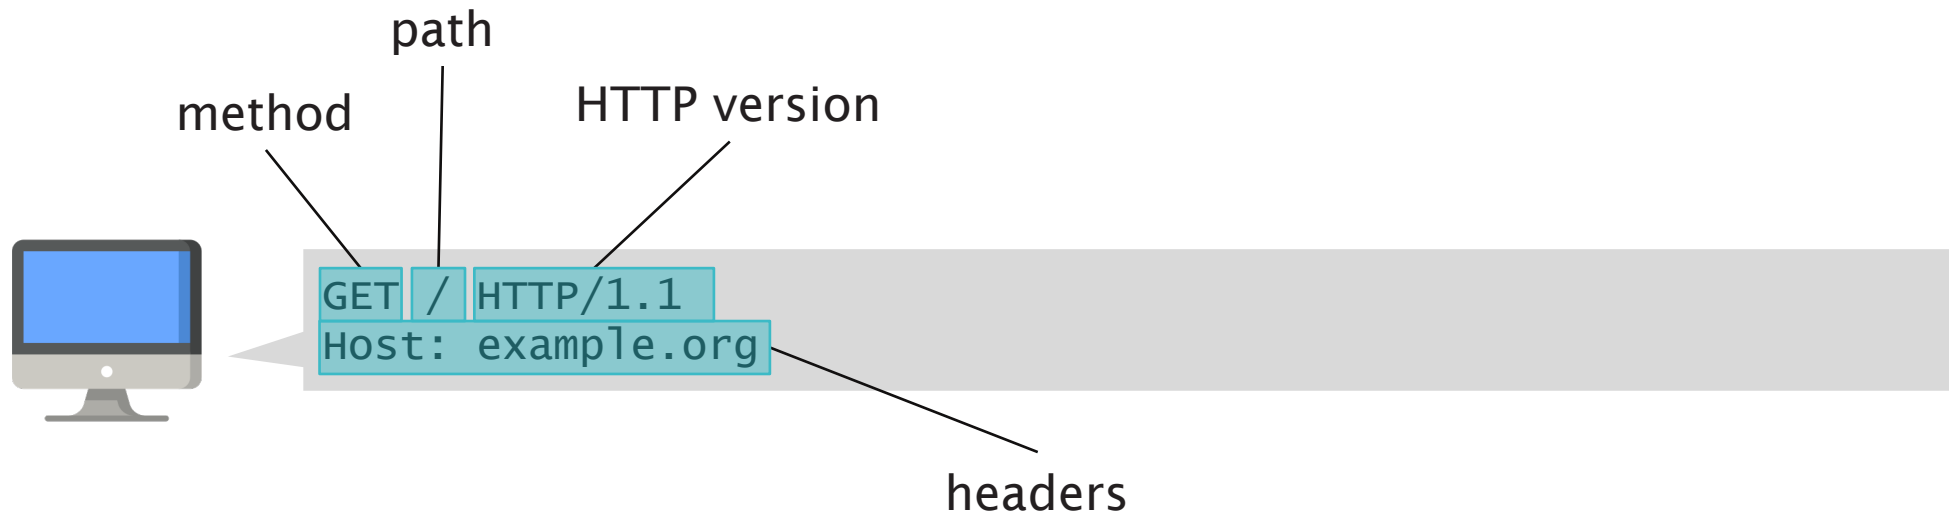 path
method
HTTP version
GET / HTTP/1.1
Host: example.org
headers